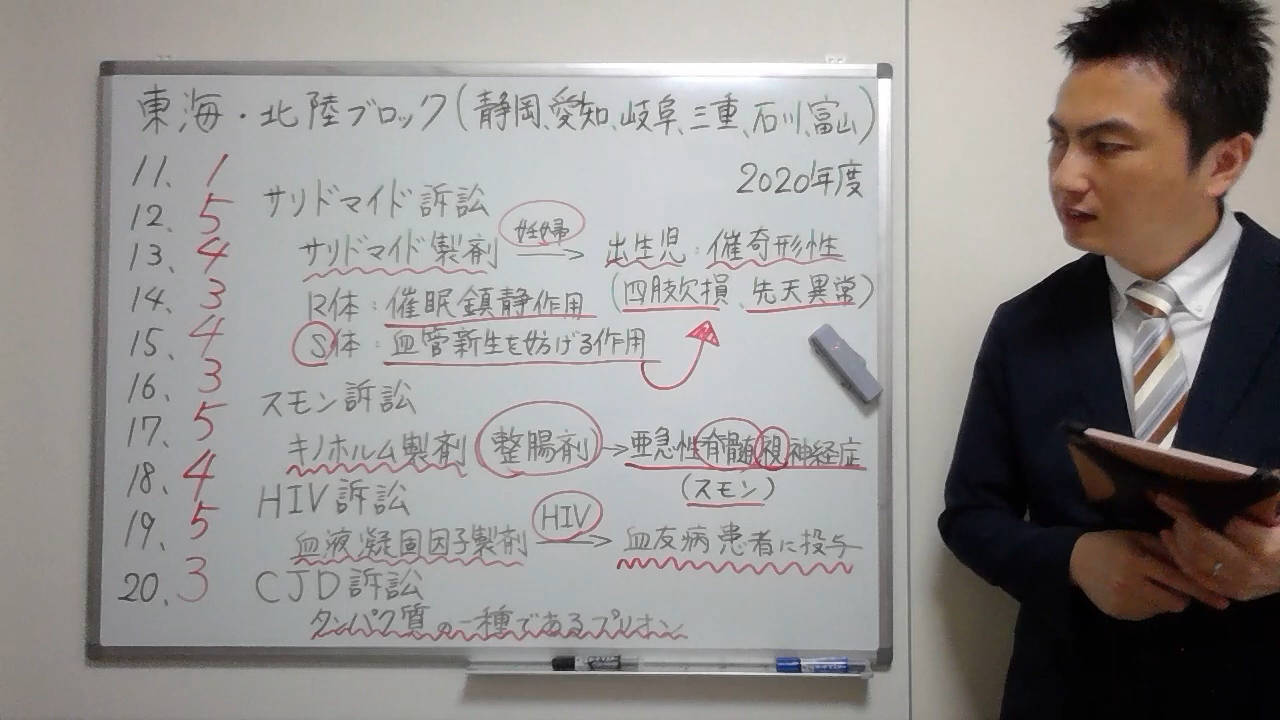 東海・北陸ブロック(静岡、愛知、岐阜、三重、石川、富山)
2020年度
11、1
12、5
13、4
14、3
15、4
16、3
17、5
18、4
19、5
20、3
サリドマイド訴訟
妊婦
サリドマイド製剤 → 出生児:催奇形性
R体:催眠鎮静作用 (四肢欠損、先天異常)
S体:血管新生を妨げる作用
スモン訴訟
キノホルム製剤 整腸剤 → 亜急性脊髄視神経症
(スモン)
HIV訴訟
HIV
血液凝固因子製剤 → 血友病患者に投与
CJD訴訟
タンパク質の一種であるプリオン